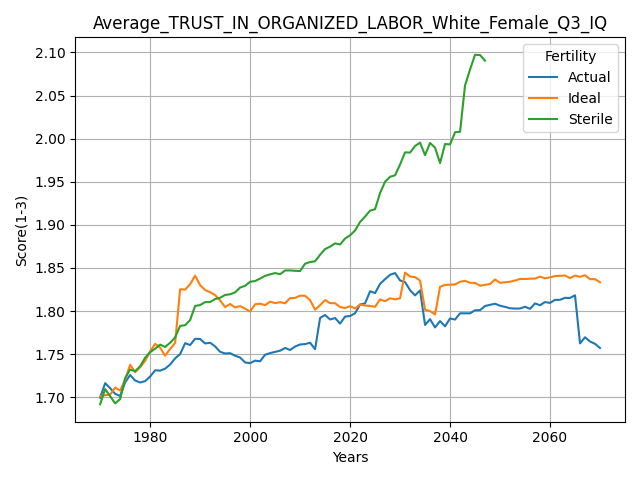 Average_TRUST_IN_ORGANIZED_LABOR_White_Female_Q3_IQ
2.10
2.05
2.00
1.95
1.90
1.85
1.80
1.75
1.70
Score(1-3)
Fertility
Actual
Ideal
Sterile
1980
2000
2020
2040
2060
Years